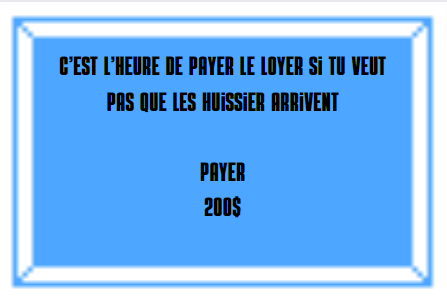 C'EST L'HEURE DE PAYER LE LOYER Si TU VEUT
PAS QUE LES HUiSSiER ARRiVENT
PAYER
200$